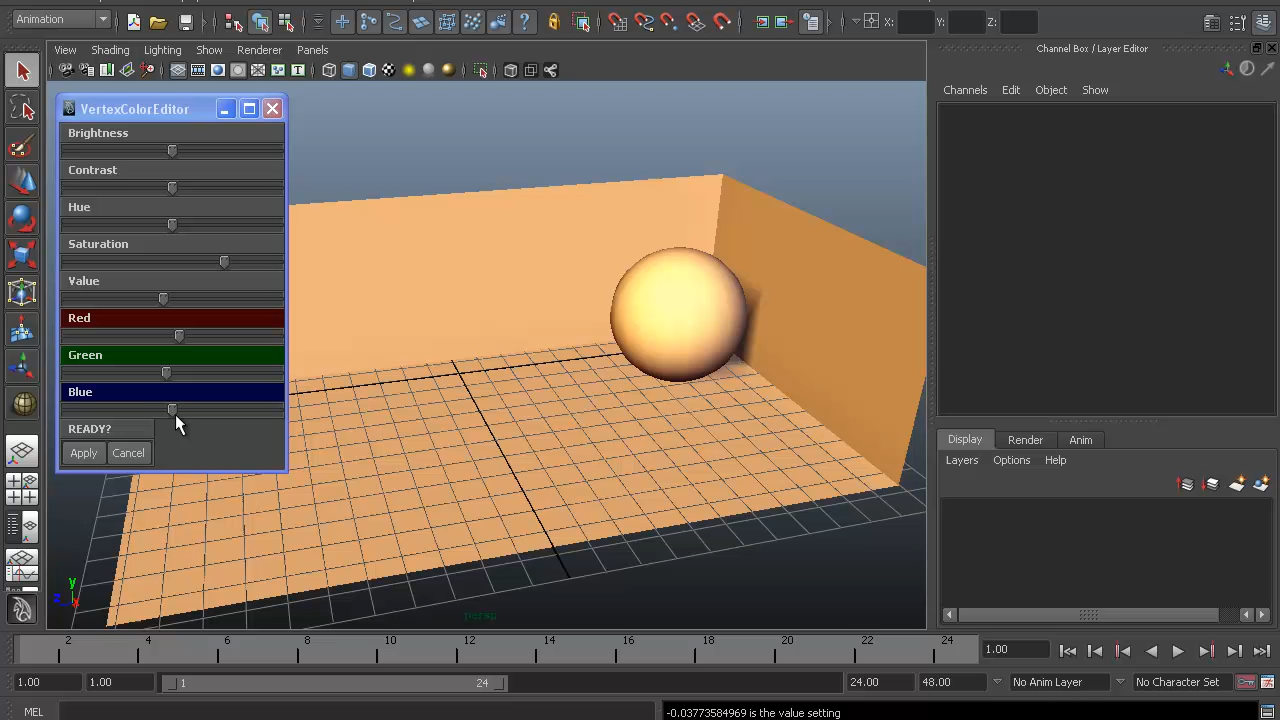 Animation
X:
Y:
Z:
View Shading Lighting Show Renderer Panels
Channel Box / Layer Editor
Channels Edit Object Show
VertexColorEditor
Brightness
Contrast
Hue
Saturation
Value
Red
Green
Blue
READY?
Apply Cancel
y
z
x
persp
Display Render Anim
Layers Options Help
2 4 6 8 10 12 14 16 18 20 22 24
1.00
1.00 1.00 1 24 24.00 48.00 No Anim Layer No Character Set
MEL
-0.03773584969 is the value setting